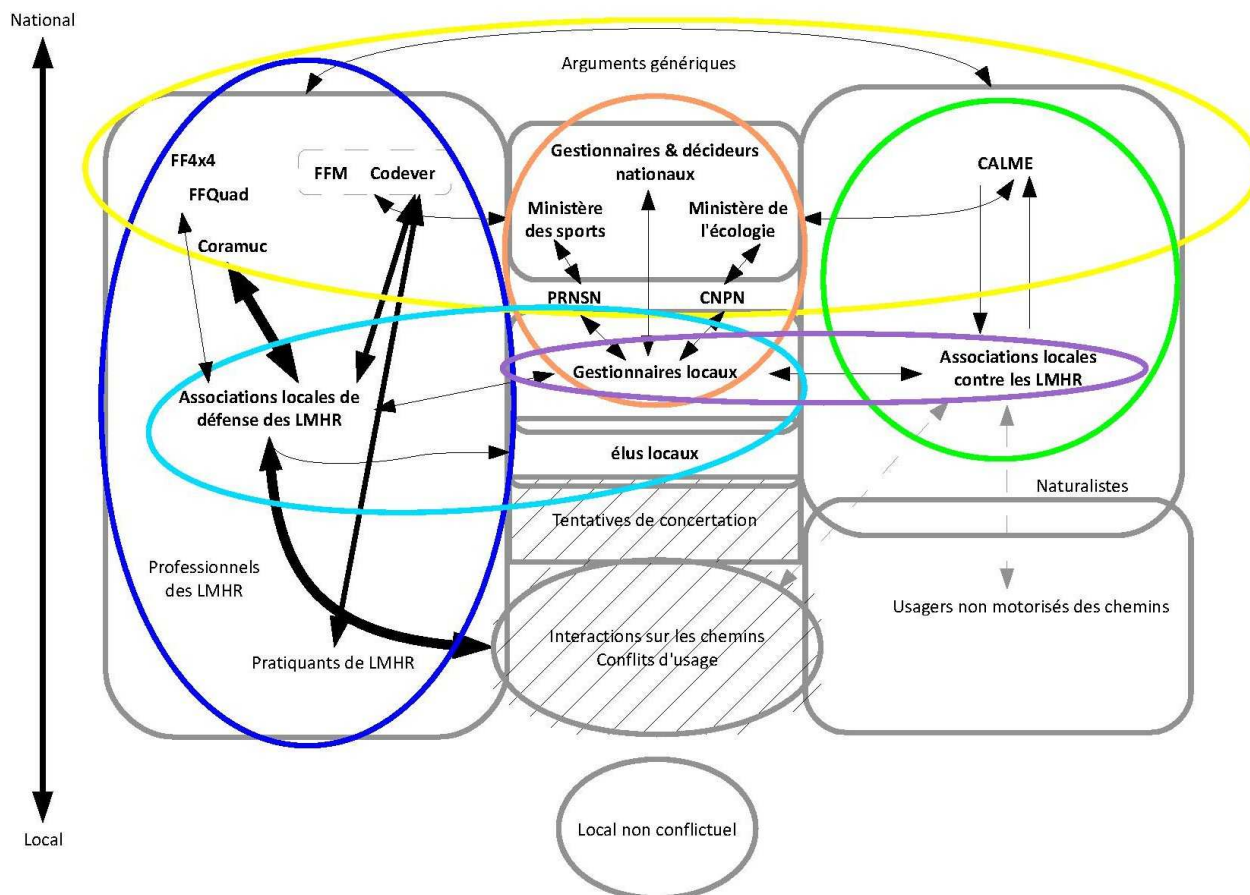 National
Arguments génériques
FF4x4
FFQuad
Coramuc
FFM
Codever
Gestionnaires & décideurs
nationaux
Ministère
des sports
Ministère de
l'écologie
CALME
PRNSN
CNPN
Associations locales de
défense des LMHR
Gestionnaires locaux
Associations locales
contre les LMHR
élus locaux
Naturalistes
Tentatives de concertation
Professionnels
des LMHR
Usagers non motorisés des chemins
Interactions sur les chemins
Conflits d'usage
Pratiquants de LMHR
Local non conflictuel
Local